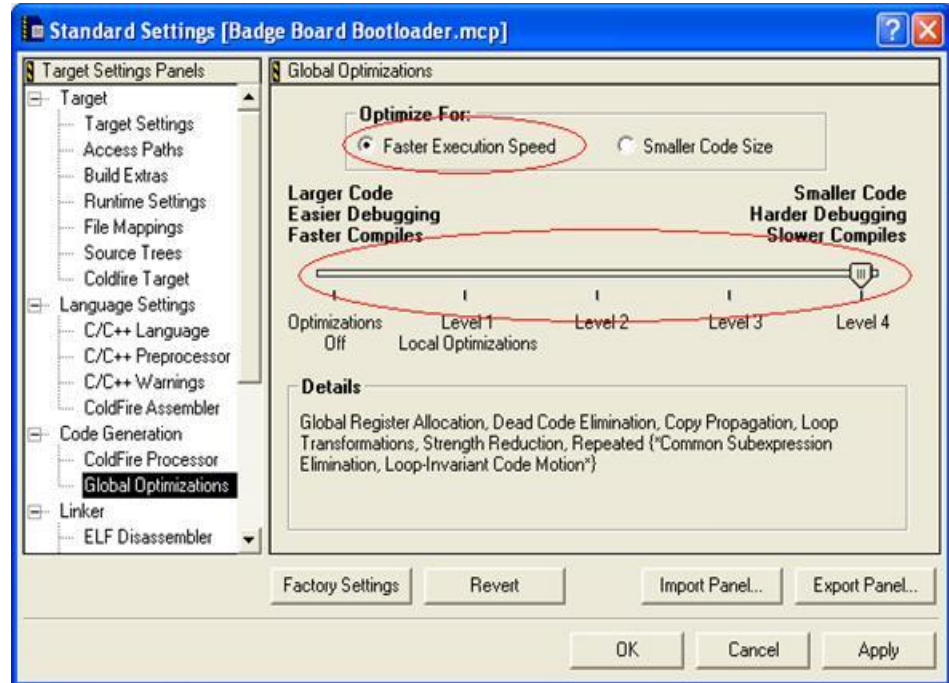 Standard Settings [Badge Board Bootloader.mcp]
Target Settings Panels
Target
Target Settings
Access Paths
Build Extras
Runtime Settings
File Mappings
Source Trees
Coldfire Target
Language Settings
C/C++ Language
C/C++ Preprocessor
C/C++ Warnings
ColdFire Assembler
Code Generation
ColdFire Processor
Global Optimizations
Linker
ELF Disassembler
Global Optimizations
Optimize For:
Faster Execution Speed
Smaller Code Size
Larger Code
Easier Debugging
Faster Compiles
Smaller Code
Harder Debugging
Slower Compiles
Optimizations Off
Level 1
Local Optimizations
Level 2
Level 3
Level 4
Details
Global Register Allocation, Dead Code Elimination, Copy Propagation, Loop
Transformations, Strength Reduction, Repeated {*Common Subexpression
Elimination, Loop-Invariant Code Motion*}
Factory Settings
Revert
Import Panel...
Export Panel...
OK
Cancel
Apply